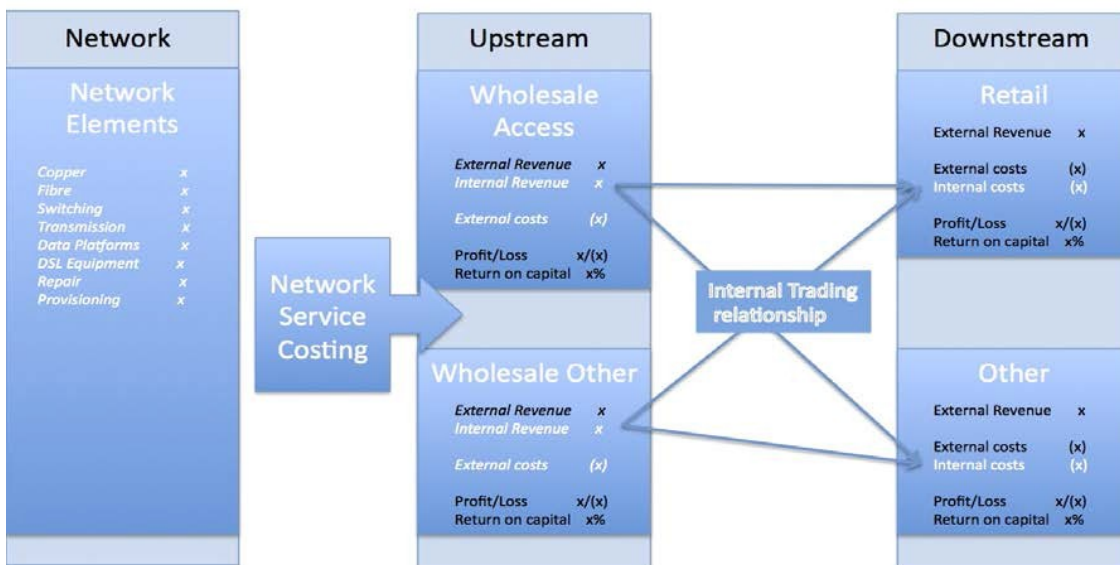 Network
Network
Elements
Copper x
Fibre x
Switching x
Transmission x
Data Platforms x
DSL Equipment x
Repair x
Provisioning x
Network
Service
Costing
Upstream
Wholesale
Access
External Revenue x
Internal Revenue x
External costs (x)
Profit/Loss x/(x)
Return on capital x%
Wholesale Other
External Revenue x
Internal Revenue x
External costs (x)
Profit/Loss x/(x)
Return on capital x%
Internal Trading
relationship
Downstream
Retail
External Revenue x
External costs (x)
Internal costs (x)
Profit/Loss x/(x)
Return on capital x%
Other
External Revenue x
External costs (x)
Internal costs (x)
Profit/Loss x/(x)
Return on capital x%